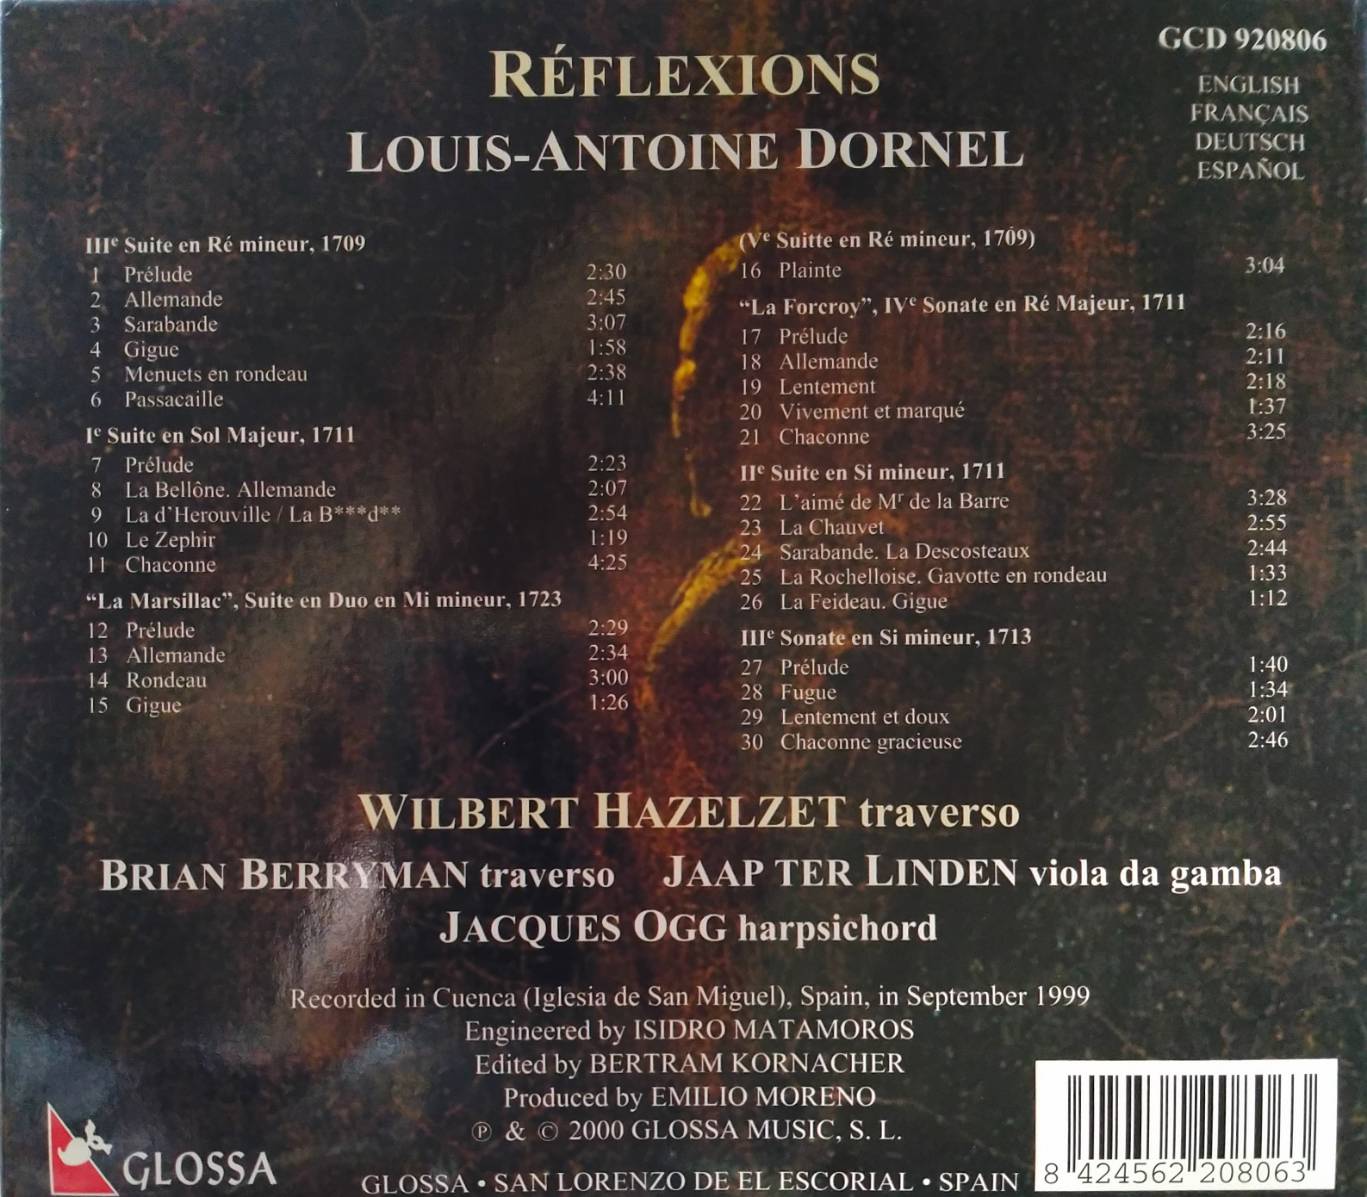 GCD 920806
RÉFLEXIONS
LOUIS-ANTOINE DORNEL
ENGLISH
FRANÇAIS
DEUTSCH
ESPAÑOL
IIIe Suite en Ré mineur, 1709
1 Prélude 2:30
2 Allemande 2:45
3 Sarabande 3:07
4 Gigue 1:58
5 Menuets en rondeau 2:38
6 Passacaille 4:11
Ie Suite en Sol Majeur, 1711
7 Prélude 2:23
8 La Bellône. Allemande 2:07
9 La d'Herouville / La B***d** 2:54
10 Le Zephir 1:19
11 Chaconne 4:25
"La Marsillac", Suite en Duo en Mi mineur, 1723
12 Prélude 2:29
13 Allemande 2:34
14 Rondeau 3:00
15 Gigue 1:26
(Ve Suitte en Ré mineur, 1709)
16 Plainte 3:04
"La Forcroy", IVe Sonate en Ré Majeur, 1711
17 Prélude 2:16
18 Allemande 2:11
19 Lentement 2:18
20 Vivement et marqué 1:37
21 Chaconne 3:25
IIe Suite en Si mineur, 1711
22 L'aimé de Mr de la Barre 3:28
23 La Chauvet 2:55
24 Sarabande. La Descosteaux 2:44
25 La Rochelloise. Gavotte en rondeau 1:33
26 La Feideau. Gigue 1:12
IIIe Sonate en Si mineur, 1713
27 Prélude 1:40
28 Fugue 1:34
29 Lentement et doux 2:01
30 Chaconne gracieuse 2:46
WILBERT HAZELZET traverso
BRIAN BERRYMAN traverso JAAP TER LINDEN viola da gamba
JACQUES OGG harpsichord
Recorded in Cuenca (Iglesia de San Miguel), Spain, in September 1999
Engineered by ISIDRO MATAMOROS
Edited by BERTRAM KORNACHER
Produced by EMILIO MORENO
℗ & © 2000 GLOSSA MUSIC, S. L.
GLOSSA
GLOSSA • SAN LORENZO DE EL ESCORIAL • SPAIN
8 424562 208063